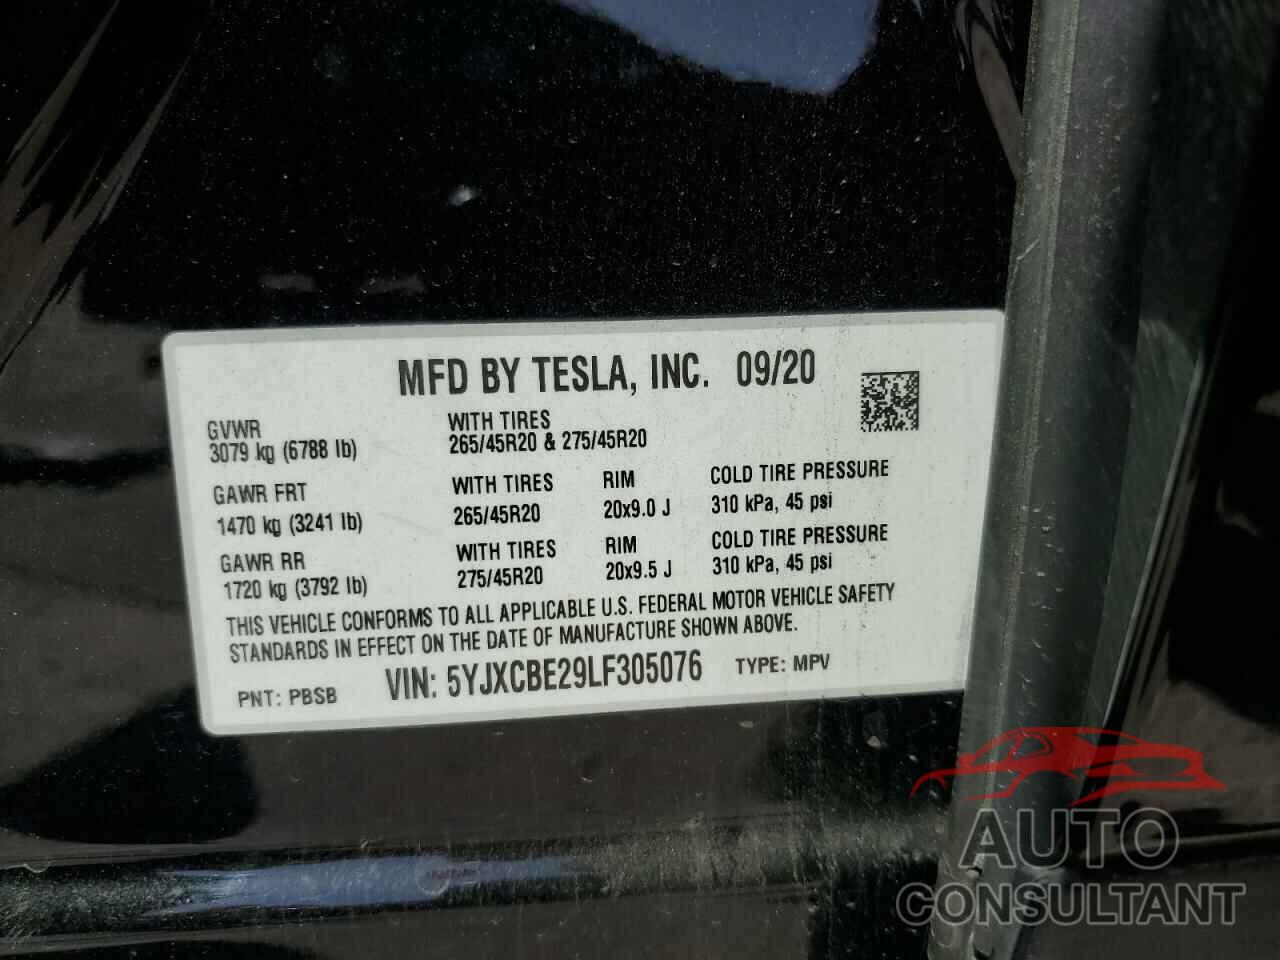 MFD BY TESLA, INC. 09/20
GVWR
3079 kg (6788 lb)
WITH TIRES
265/45R20 & 275/45R20
GAWR FRT
1470 kg (3241 lb)
WITH TIRES
265/45R20
RIM
20x9.0 J
COLD TIRE PRESSURE
310 kPa, 45 psi
GAWR RR
1720 kg (3792 lb)
WITH TIRES
275/45R20
RIM
20x9.5 J
COLD TIRE PRESSURE
310 kPa, 45 psi
THIS VEHICLE CONFORMS TO ALL APPLICABLE U.S. FEDERAL MOTOR VEHICLE SAFETY
STANDARDS IN EFFECT ON THE DATE OF MANUFACTURE SHOWN ABOVE.
PNT: PBSB VIN: 5YJXCBE29LF305076 TYPE: MPV
AUTO
CONSULTANT